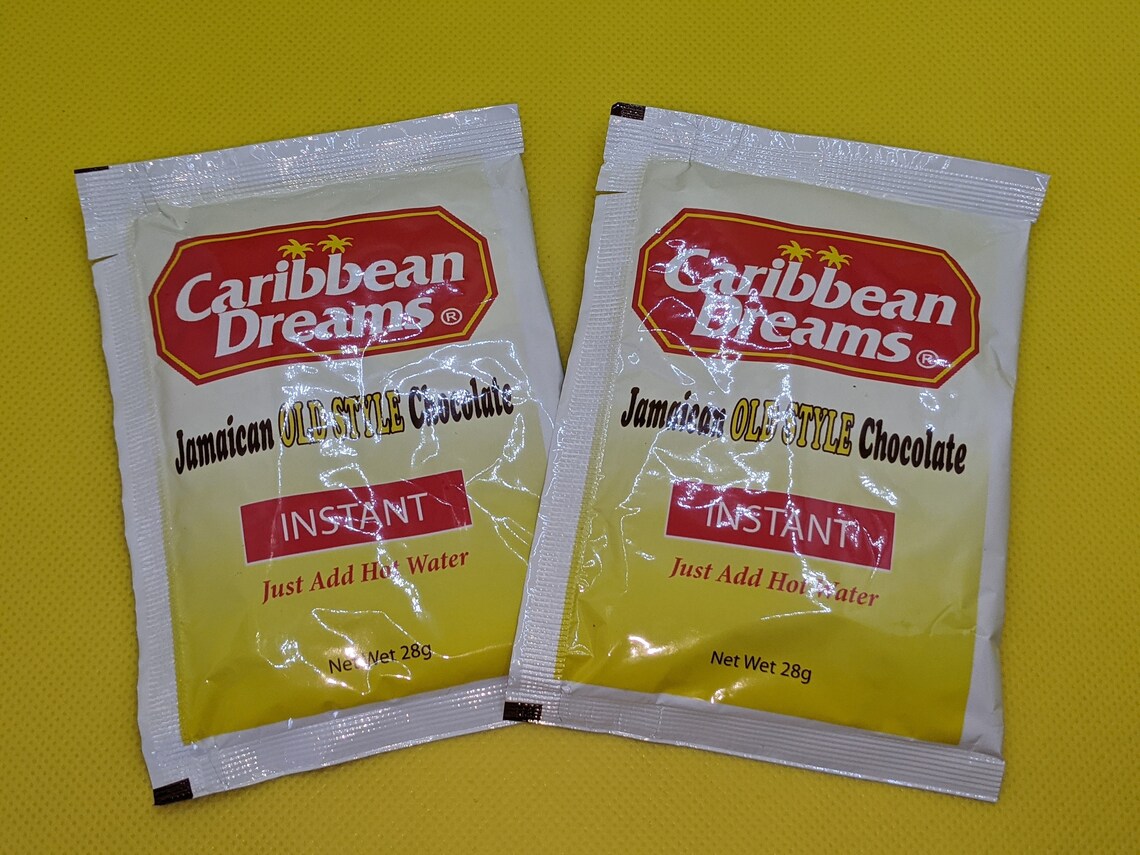 Caribbean
Dreams®
Jamaican OLD STYLE Chocolate
INSTANT
Just Add Hot Water
Net Wet 28g
Caribbean
Dreams®
Jamaican OLD STYLE Chocolate
INSTANT
Just Add Hot Water
Net Wet 28g